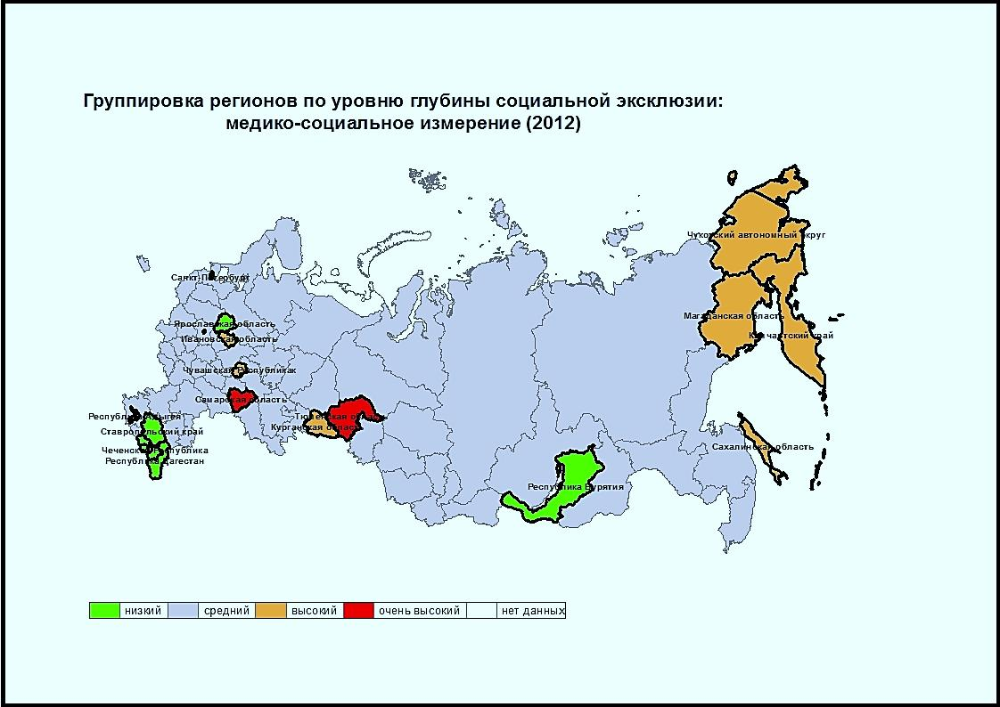 Группировка регионов по уровню глубины социальной эксклюзии:
медико-социальное измерение (2012)
Чукотский автономный округ
Санкт-Петербург
Магаданская область
Ярославская область
Камчатский край
Ивановская область
Чувашская Республиках
Самарская область
Республика Адыгея
Тюменская область
Курганская область
Ставропольский край
Сахалинская область
Чеченская Республика
Республика Дагестан
Республика Бурятия
низкий средний высокий очень высокий нет данных